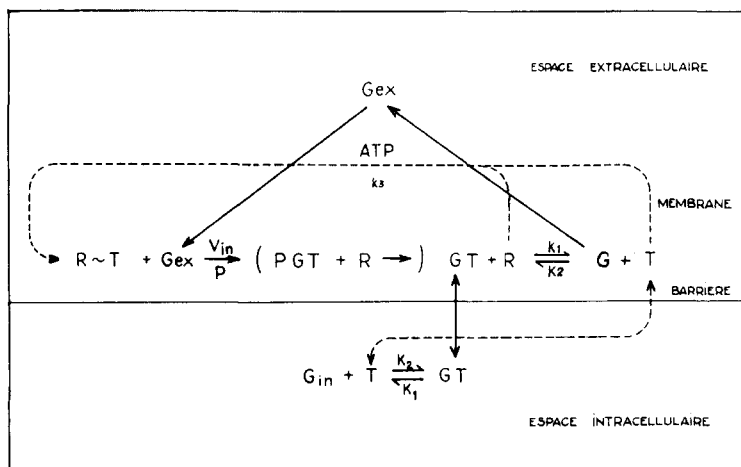 ESPACE EXTRACELLULAIRE
Gex
ATP
k3
MEMBRANE
R~T + Gex Vin P ( PGT + R → ) GT + R k1 K2 G + T
BARRIERE
Gin + T K2 K1 GT
ESPACE INTRACELLULAIRE